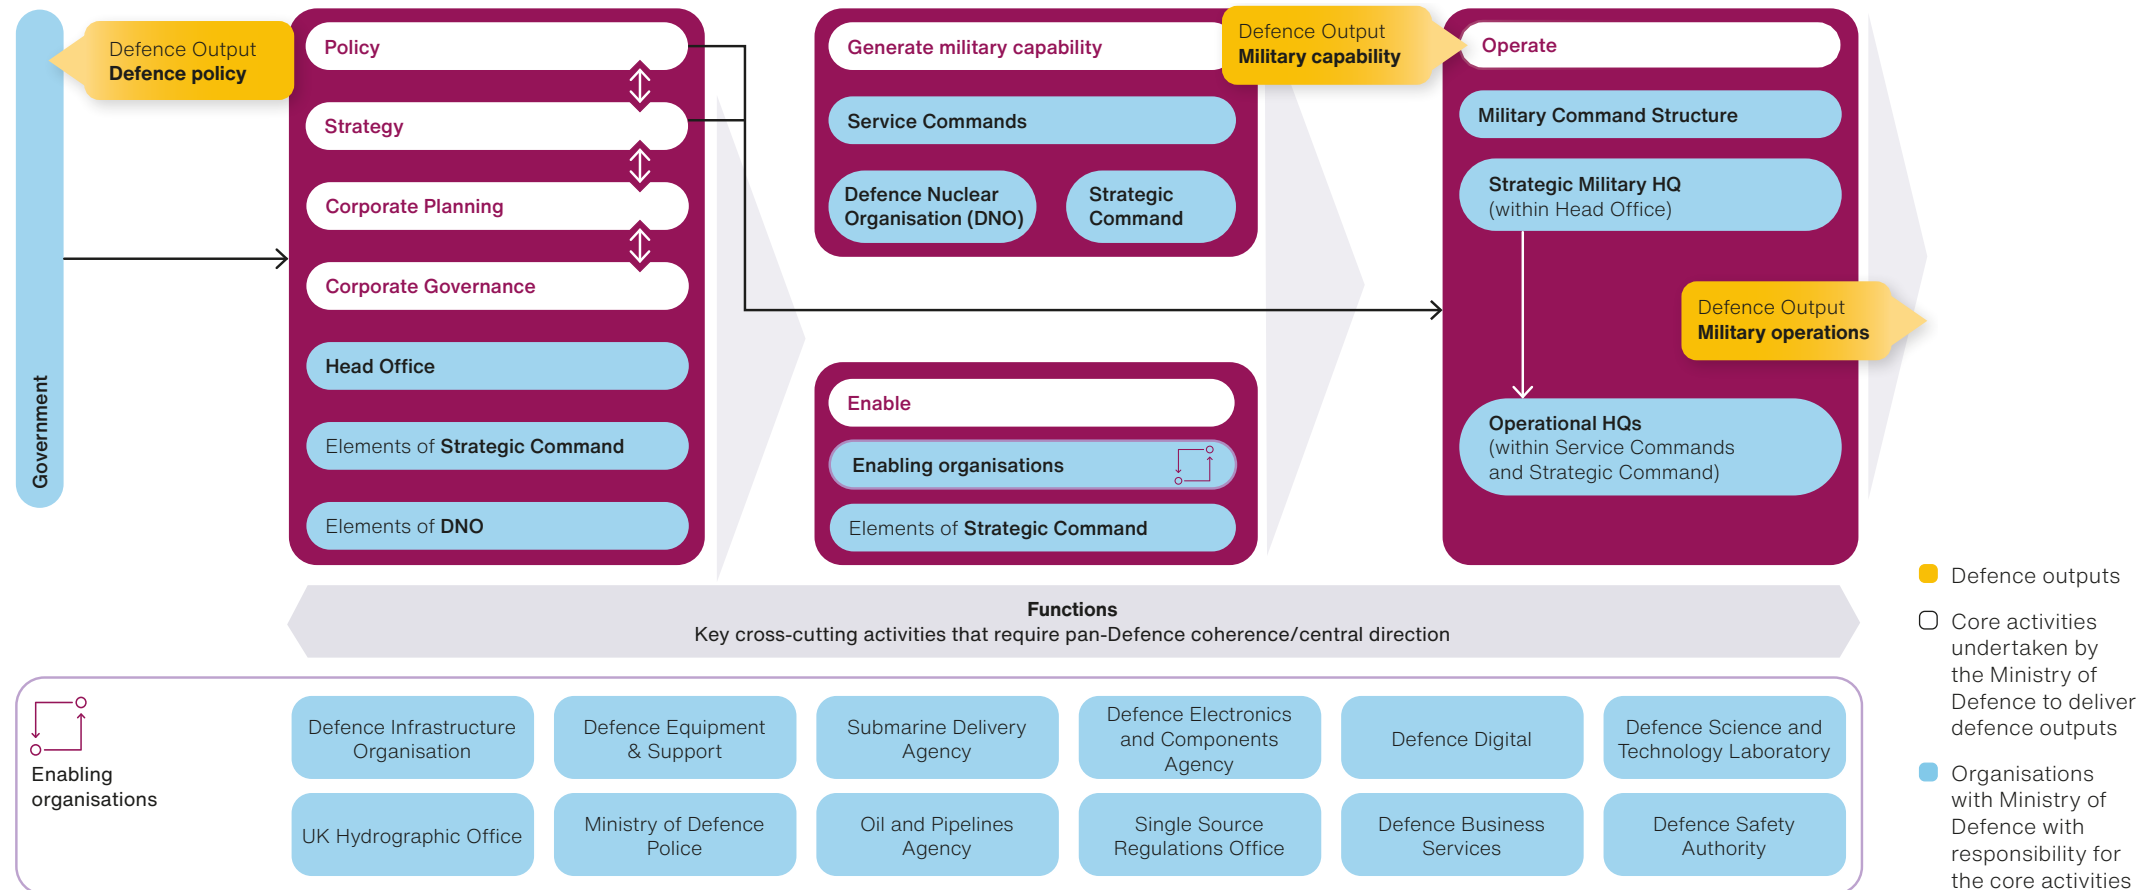 Government
Defence Output
Defence policy
Policy
Strategy
Corporate Planning
Corporate Governance
Head Office
Elements of Strategic Command
Elements of DNO
Generate military capability
Service Commands
Defence Nuclear
Organisation (DNO)
Strategic
Command
Enable
Enabling organisations
Elements of Strategic Command
Defence Output
Military capability
Operate
Military Command Structure
Strategic Military HQ
(within Head Office)
Defence Output
Military operations
Operational HQs
(within Service Commands
and Strategic Command)
Functions
Key cross-cutting activities that require pan-Defence coherence/central direction
Enabling
organisations
Defence Infrastructure
Organisation
Defence Equipment
& Support
Submarine Delivery
Agency
Defence Electronics
and Components
Agency
Defence Digital
Defence Science and
Technology Laboratory
UK Hydrographic Office
Ministry of Defence
Police
Oil and Pipelines
Agency
Single Source
Regulations Office
Defence Business
Services
Defence Safety
Authority
Defence outputs
Core activities
undertaken by
the Ministry of
Defence to deliver
defence outputs
Organisations
with Ministry of
Defence with
responsibility for
the core activities